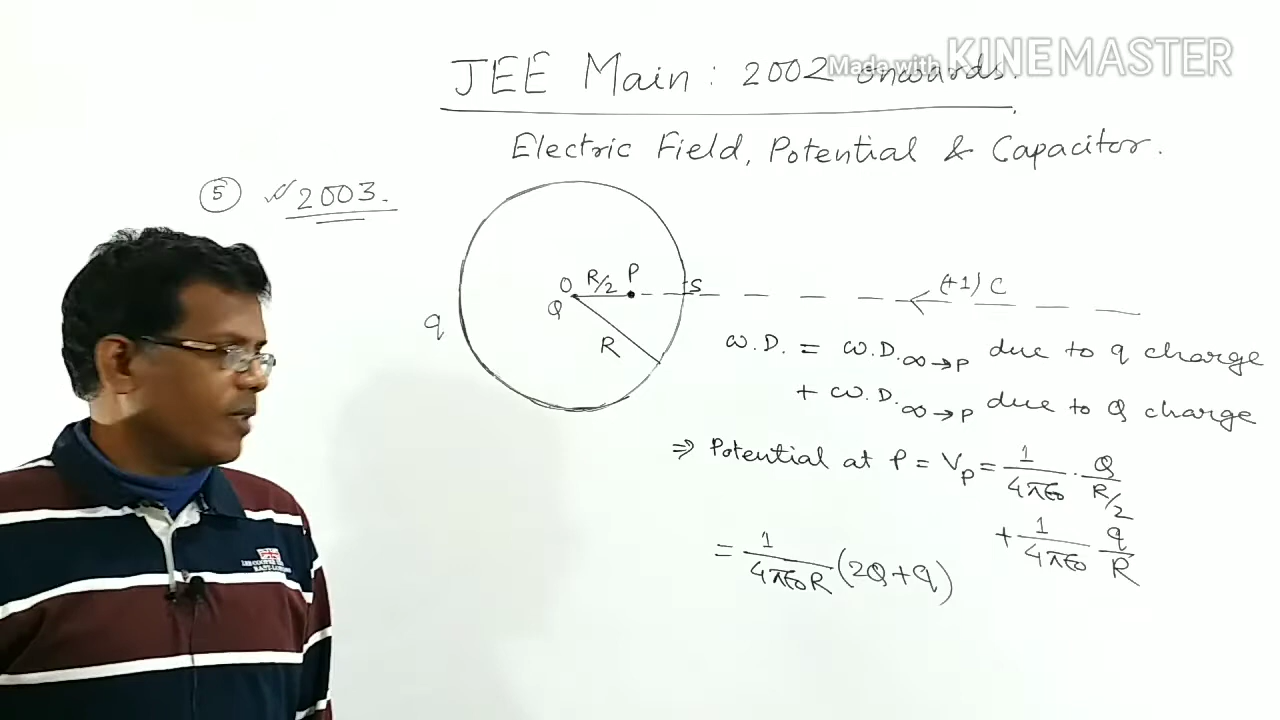 Made with KINEMASTER
JEE Main : 2002 onwards.
Electric Field, Potential & Capacitor.
⑤ 2003.
O R/2 P
S
(+1) C
Q
R
q
W.D. = W.D.∞→P due to q charge
+ W.D.∞→P due to Q charge
⇒ Potential at P = Vp = 1/4πϵ₀ · Q/R/2
+ 1/4πϵ₀ q/R
= 1/4πϵ₀R (2Q+q)